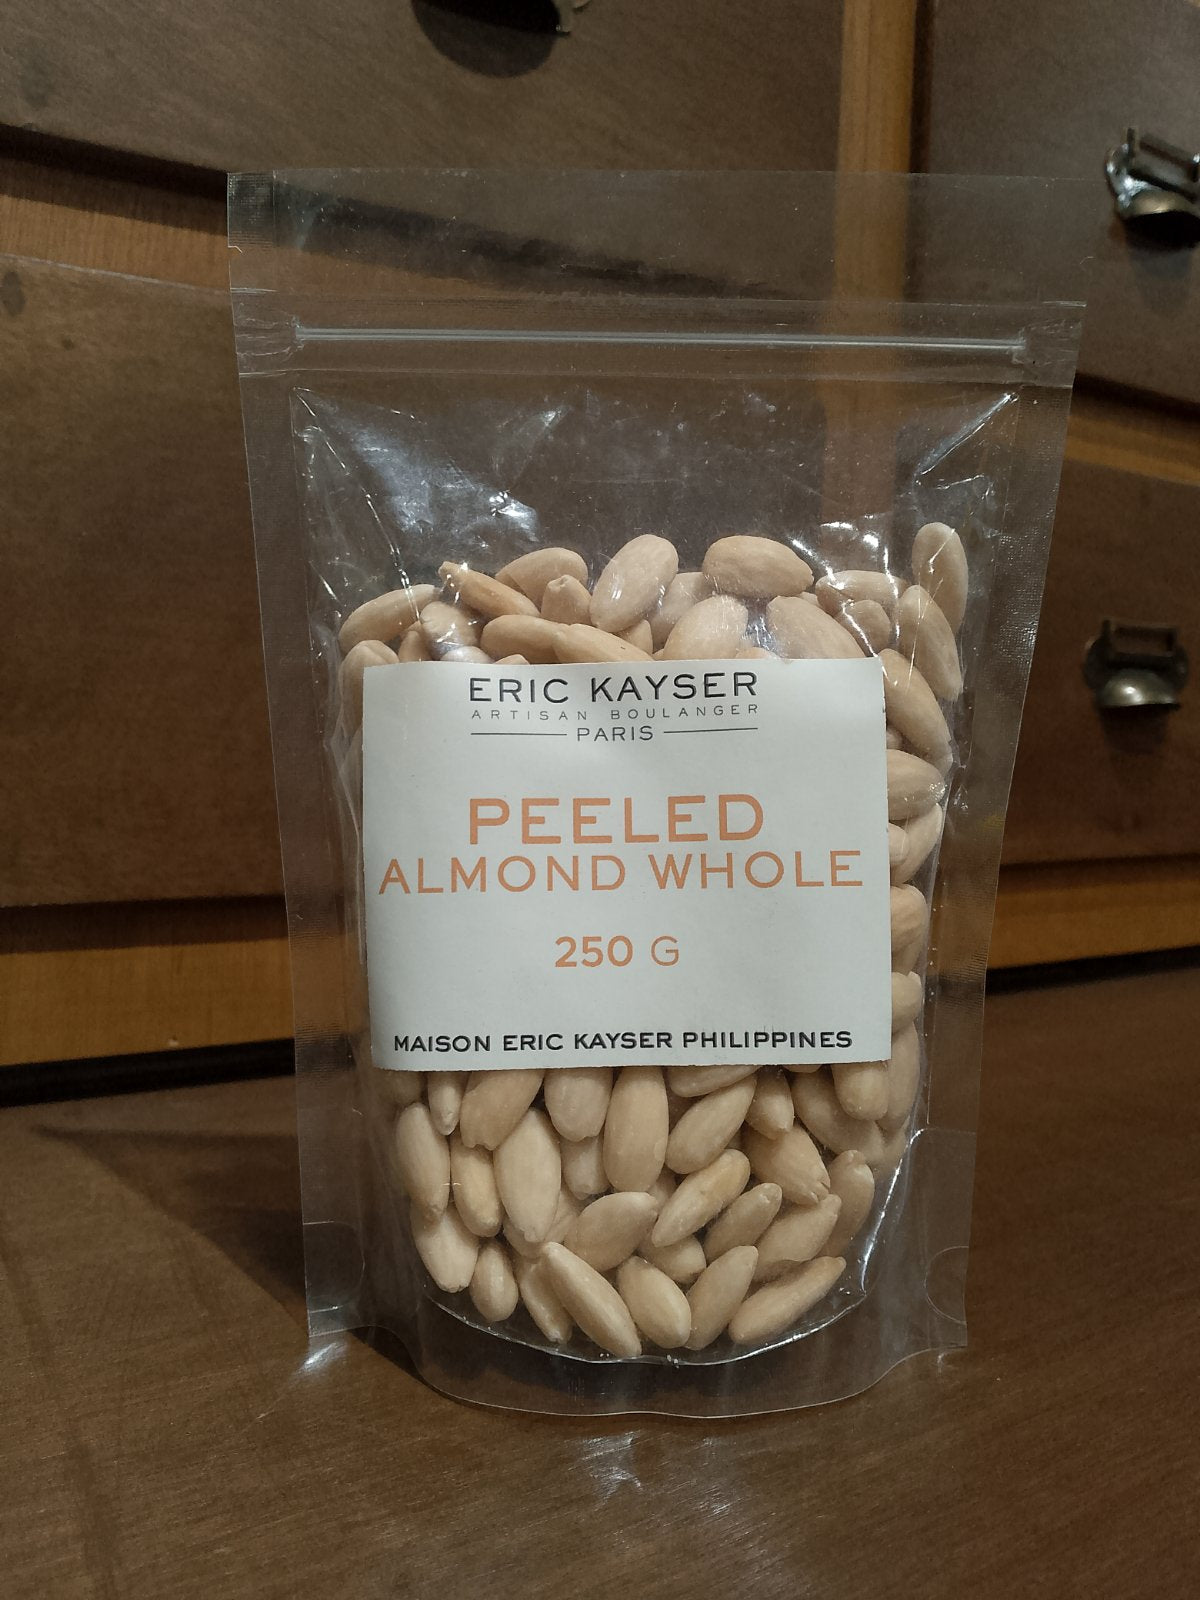 ERIC KAYSER
ARTISAN BOULANGER
PARIS
PEELED
ALMOND WHOLE
250 G
MAISON ERIC KAYSER PHILIPPINES